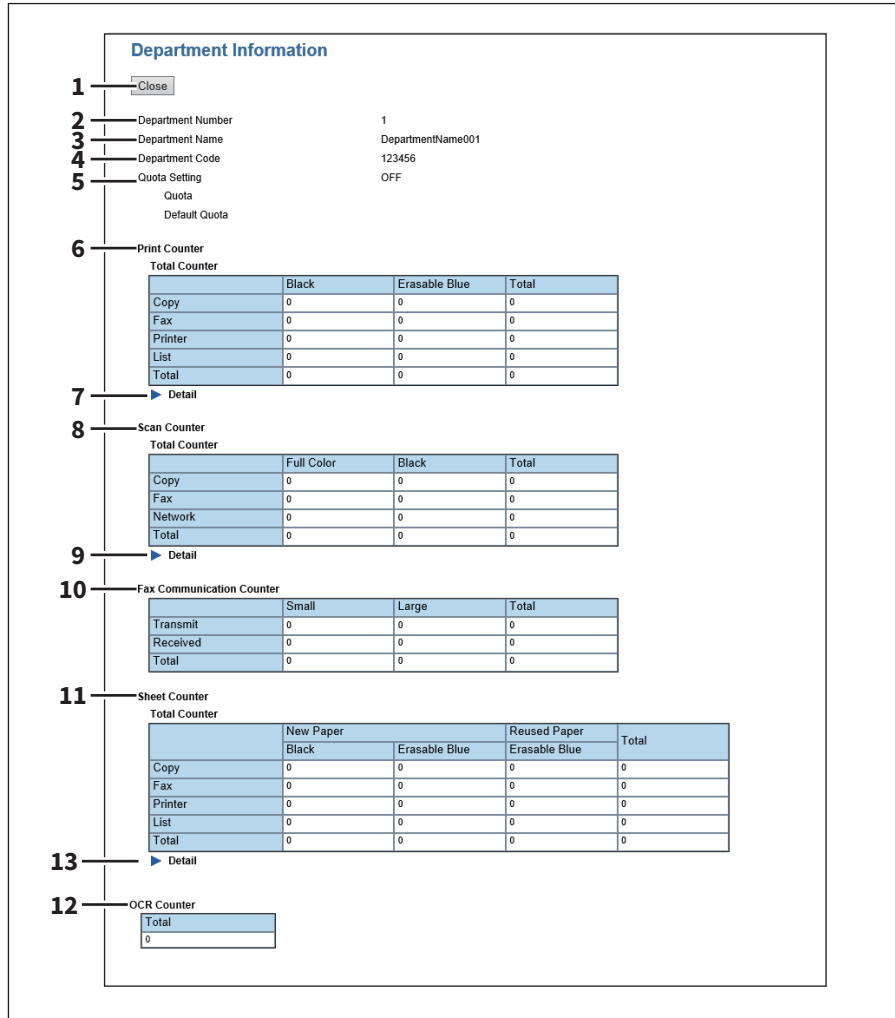 Department Information
1 Close
2 Department Number 1
3 Department Name DepartmentName001
4 Department Code 123456
5 Quota Setting OFF
Quota
Default Quota
6 Print Counter
Total Counter
Black Erasable Blue Total
Copy 0 0 0
Fax 0 0 0
Printer 0 0 0
List 0 0 0
Total 0 0 0
7 Detail
8 Scan Counter
Total Counter
Full Color Black Total
Copy 0 0 0
Fax 0 0 0
Network 0 0 0
Total 0 0 0
9 Detail
10 Fax Communication Counter
Small Large Total
Transmit 0 0 0
Received 0 0 0
Total 0 0 0
11 Sheet Counter
Total Counter
New Paper Reused Paper Total
Black Erasable Blue Erasable Blue
Copy 0 0 0 0
Fax 0 0 0 0
Printer 0 0 0 0
List 0 0 0 0
Total 0 0 0 0
13 Detail
12 OCR Counter
Total
0